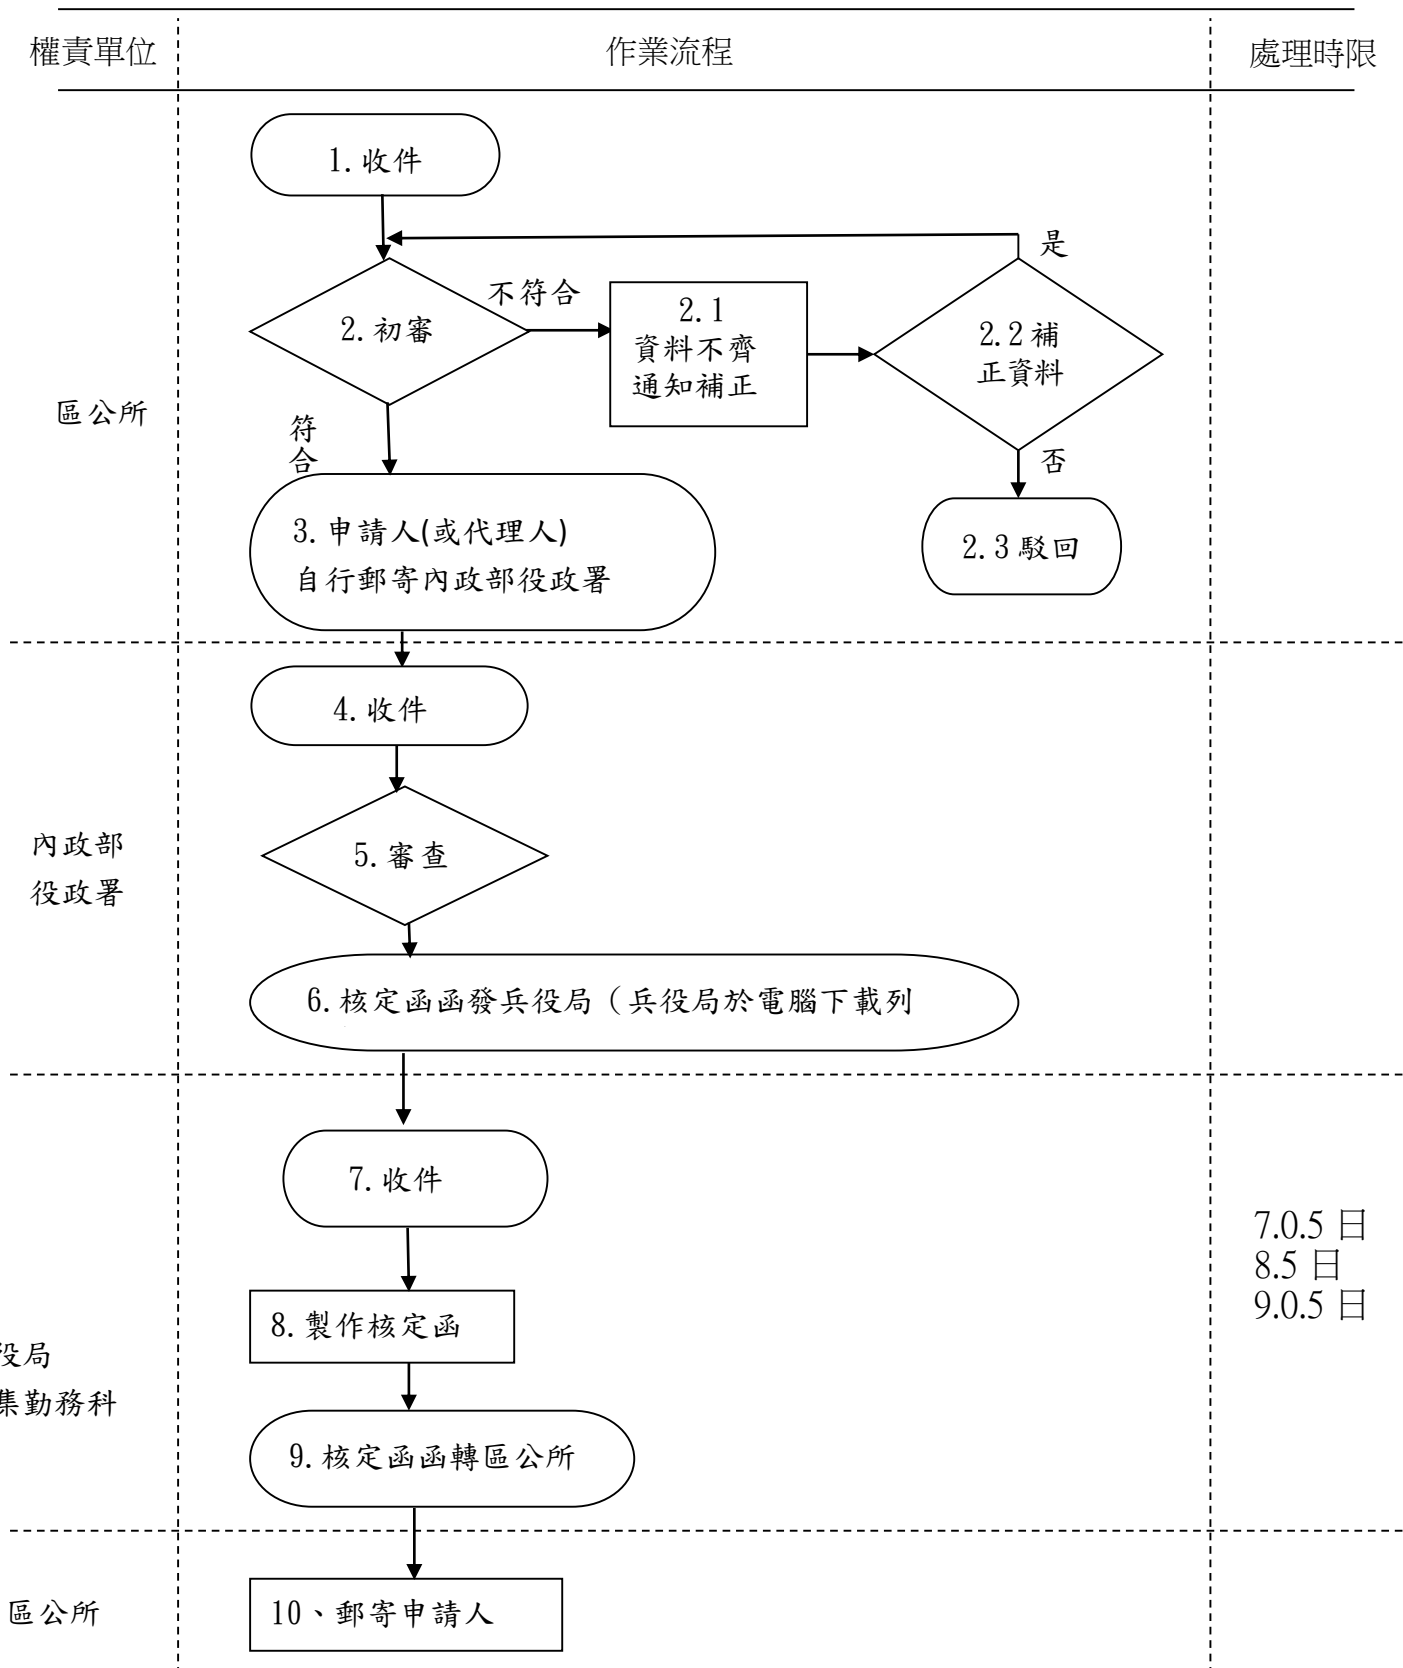 權責單位
作業流程
處理時限
1.收件
是
不符合
2.初審
2.1
資料不齊
通知補正
2.2補
正資料
區公所
符
合
否
3.申請人(或代理人)
自行郵寄內政部役政署
2.3駁回
4.收件
內政部
役政署
5.審查
6.核定函函發兵役局（兵役局於電腦下載列
7.收件
7.0.5日
8.5日
9.0.5日
8.製作核定函
役局
集勤務科
9.核定函函轉區公所
區公所
10、郵寄申請人